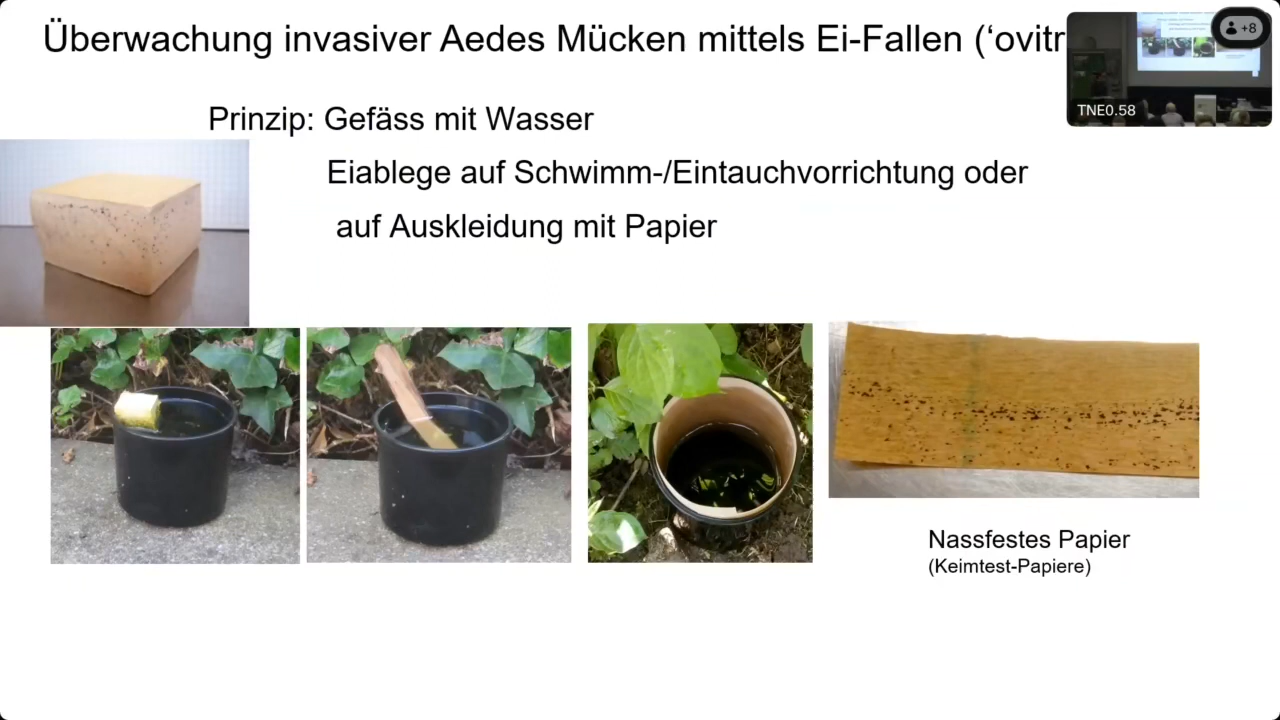 Überwachung invasiver Aedes Mücken mittels Ei-Fallen (‘ovitr
+8
TNE0.58
Prinzip: Gefäss mit Wasser
Eiablege auf Schwimm-/Eintauchvorrichtung oder
auf Auskleidung mit Papier
Nassfestes Papier
(Keimtest-Papiere)